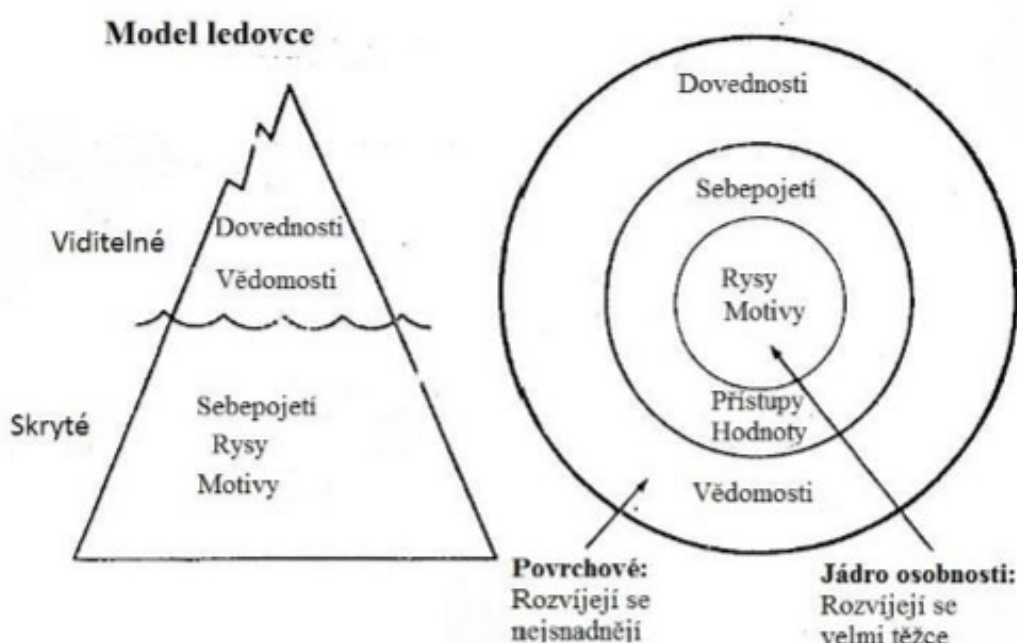 Model ledovce
Viditelné
Dovednosti
Vědomosti
Skryté
Sebepojetí
Rysy
Motivy
Dovednosti
Sebepojetí
Rysy
Motivy
Přístupy
Hodnoty
Vědomosti
Povrchové:
Rozvíjejí se
nejsnadnějí
Jádro osobnosti:
Rozvíjejí se
velmi těžce